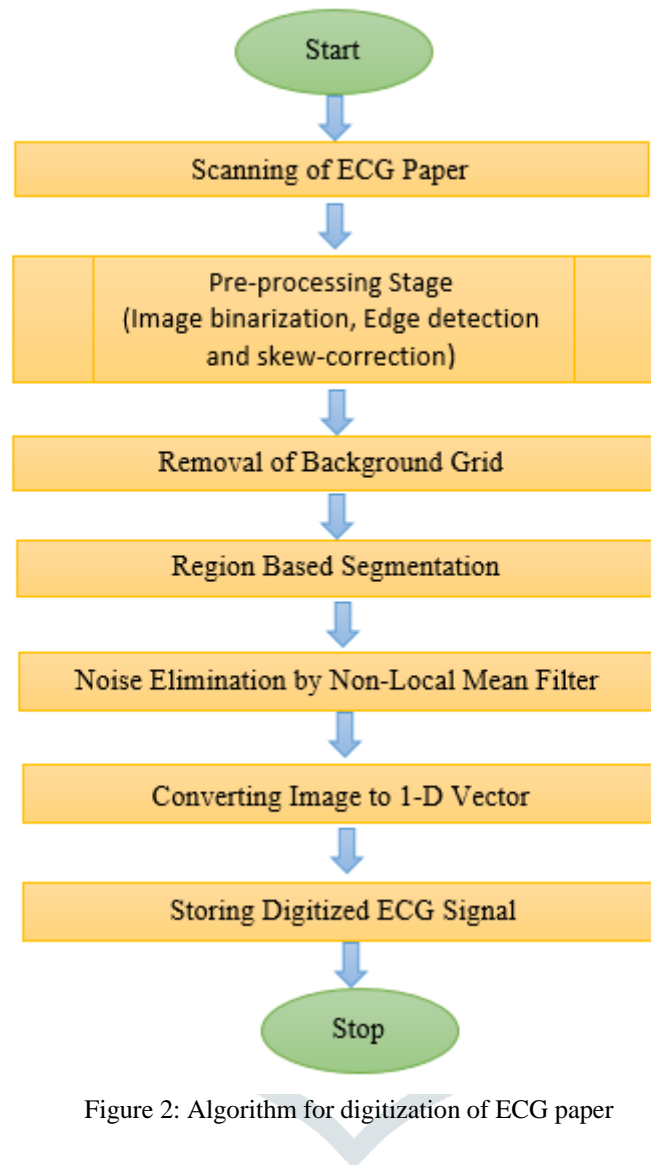 Start
Scanning of ECG Paper
Pre-processing Stage
(Image binarization, Edge detection
and skew-correction)
Removal of Background Grid
Region Based Segmentation
Noise Elimination by Non-Local Mean Filter
Converting Image to 1-D Vector
Storing Digitized ECG Signal
Stop
Figure 2: Algorithm for digitization of ECG paper